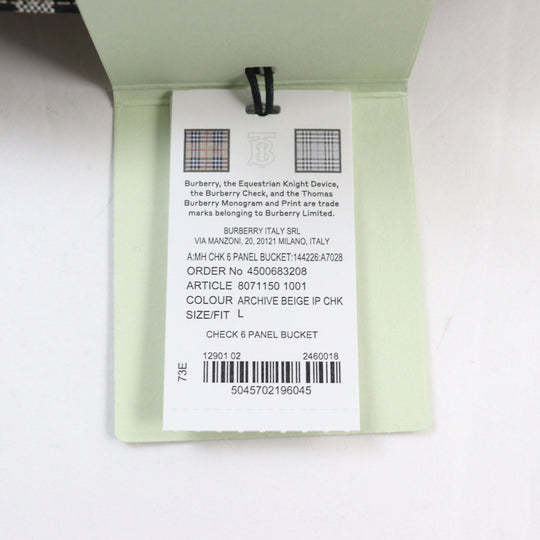 Burberry, the Equestrian Knight Device,
the Burberry Check, and the Thomas
Burberry Monogram and Print are trade
marks belonging to Burberry Limited.
BURBERRY ITALY SRL
VIA MANZONI, 20, 20121 MILANO, ITALY
A:MH CHK 6 PANEL BUCKET:144226:A7028
ORDER No 4500683208
ARTICLE 8071150 1001
COLOUR ARCHIVE BEIGE IP CHK
SIZE/FIT L
CHECK 6 PANEL BUCKET
12901 02 2460018
73E
5045702196045